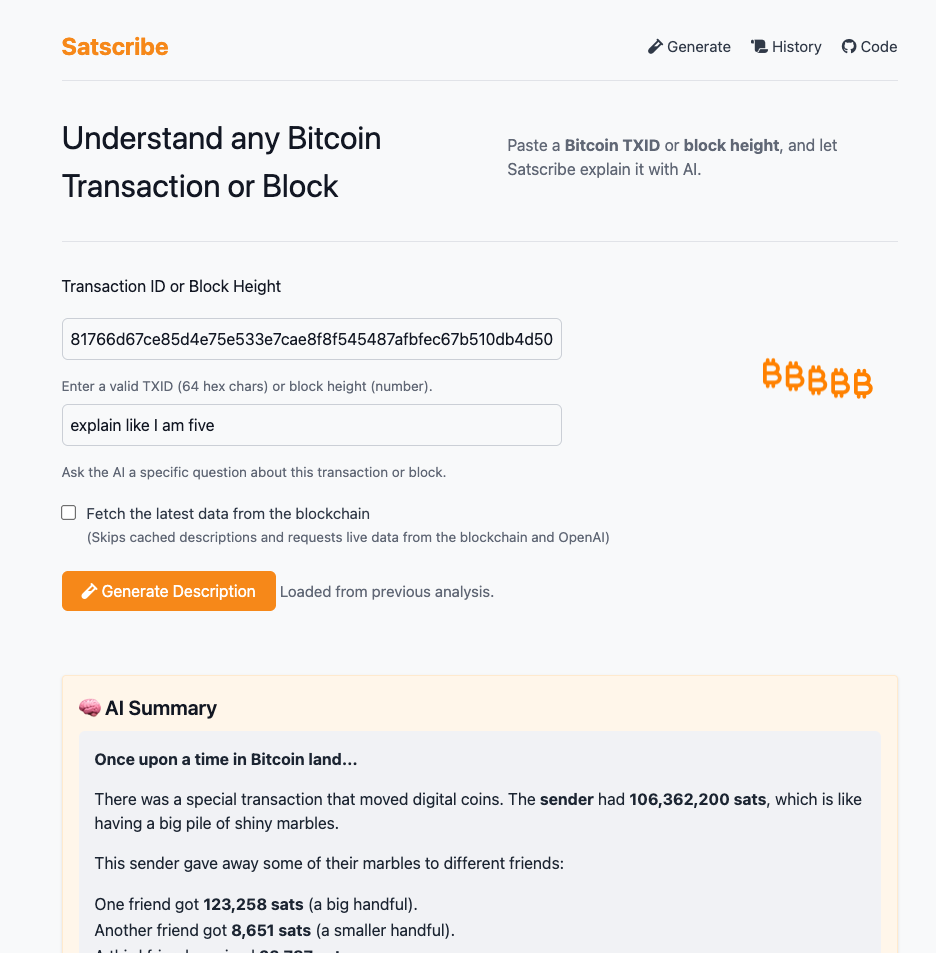 Satscribe
Generate
History
Code
Understand any Bitcoin
Transaction or Block
Paste a Bitcoin TXID or block height, and let
Satscribe explain it with AI.
Transaction ID or Block Height
81766d67ce85d4e75e533e7cae8f8f545487afbfec67b510db4d50
Enter a valid TXID (64 hex chars) or block height (number).
explain like I am five
Ask the AI a specific question about this transaction or block.
Fetch the latest data from the blockchain
(Skips cached descriptions and requests live data from the blockchain and OpenAI)
Generate Description
Loaded from previous analysis.
AI Summary
Once upon a time in Bitcoin land...
There was a special transaction that moved digital coins. The sender had 106,362,200 sats, which is like
having a big pile of shiny marbles.
This sender gave away some of their marbles to different friends:
One friend got 123,258 sats (a big handful).
Another friend got 8,651 sats (a smaller handful).